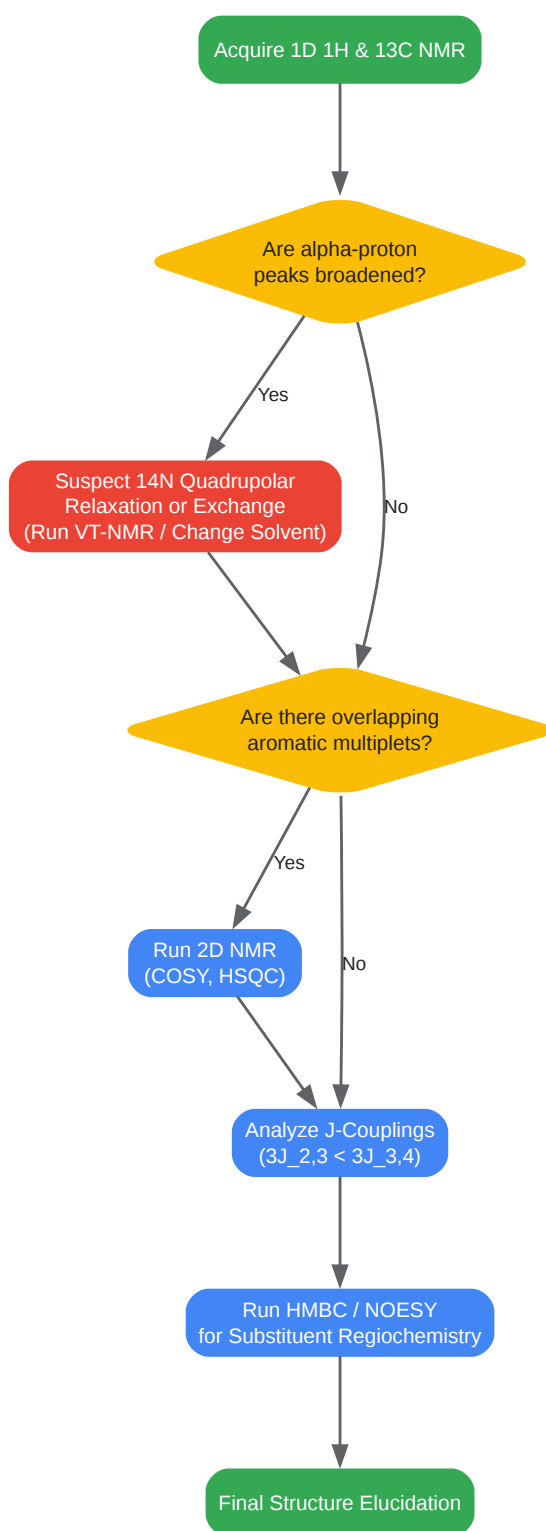 Acquire 1D 1H & 13C NMR
Are alpha-proton
peaks broadened?
Yes
Suspect 14N Quadrupolar
Relaxation or Exchange
(Run VT-NMR / Change Solvent)
No
Are there overlapping
aromatic multiplets?
Yes
Run 2D NMR
(COSY, HSQC)
No
Analyze J-Couplings
(3J_2,3 < 3J_3,4)
Run HMBC / NOESY
for Substituent Regiochemistry
Final Structure Elucidation